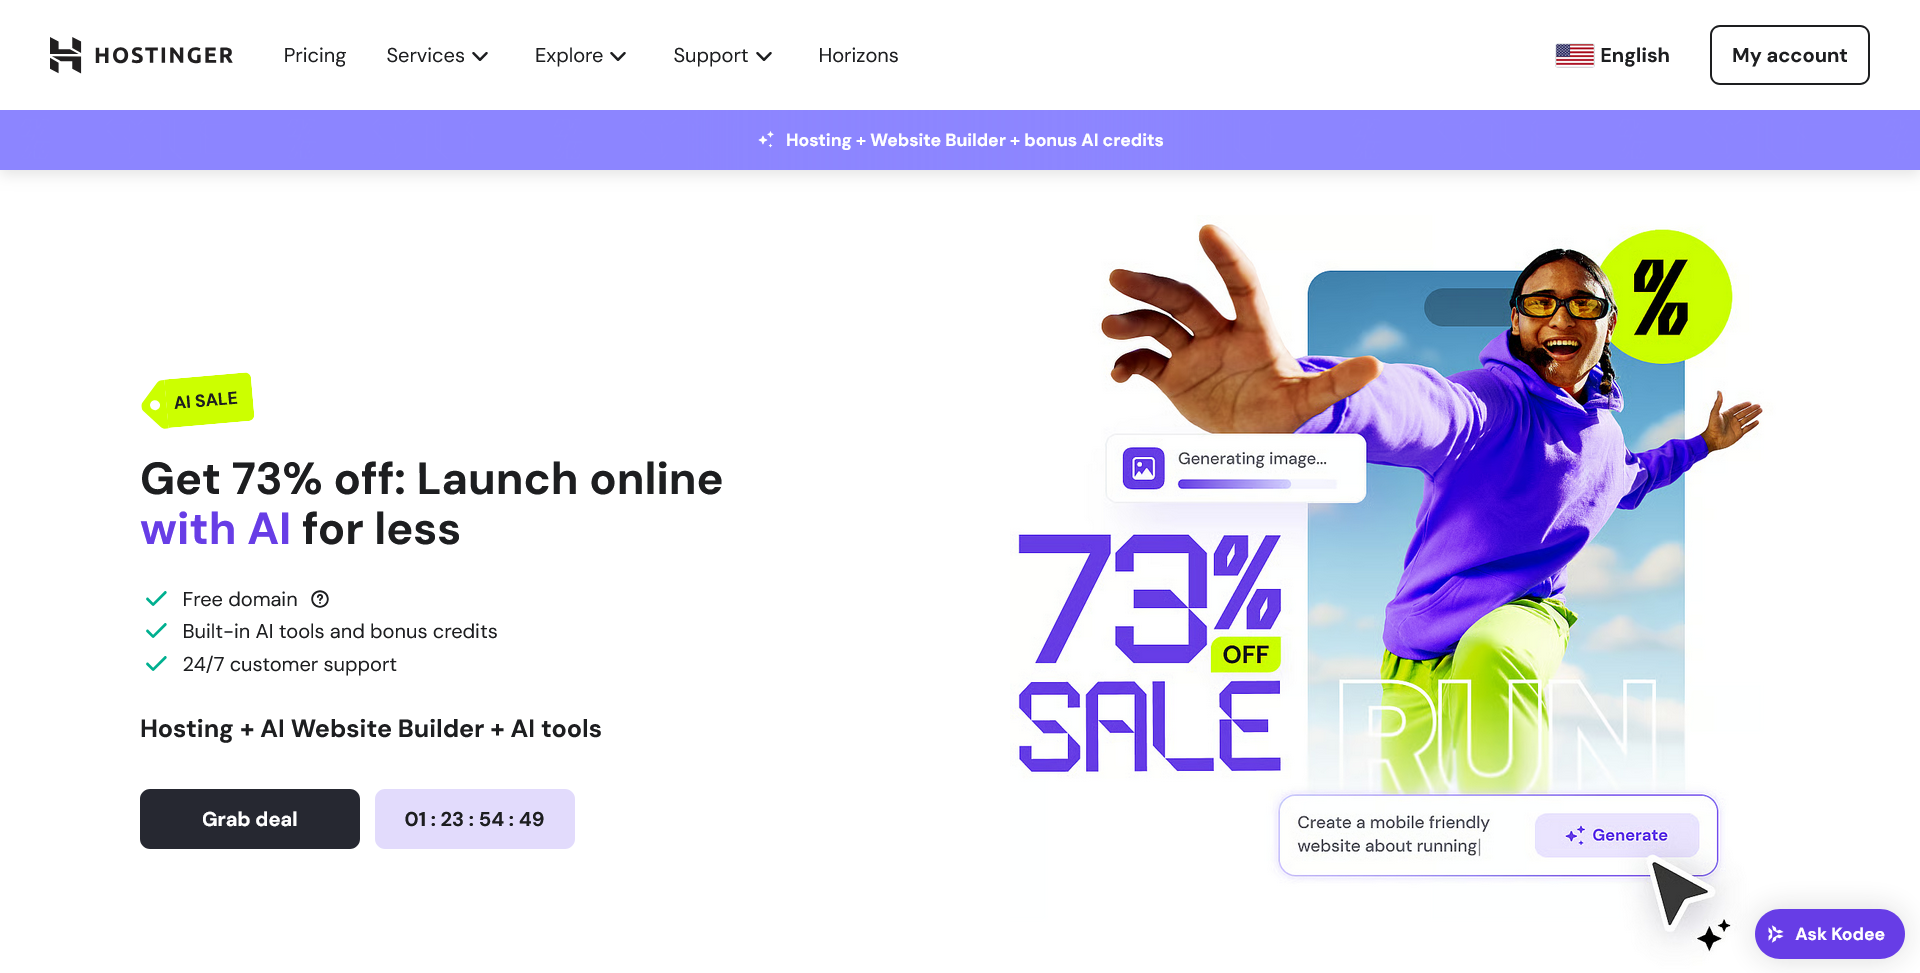 HOSTINGER
Pricing
Services
Explore
Support
Horizons
English
My account
Hosting + Website Builder + bonus AI credits
AI SALE
Get 73% off: Launch online
with AI for less
Free domain
Built-in AI tools and bonus credits
24/7 customer support
Hosting + AI Website Builder + AI tools
Grab deal
01 : 23 : 54 : 49
%
Generating image...
73%
OFF
SALE
RUN
Create a mobile friendly
website about running
Generate
Ask Kodee